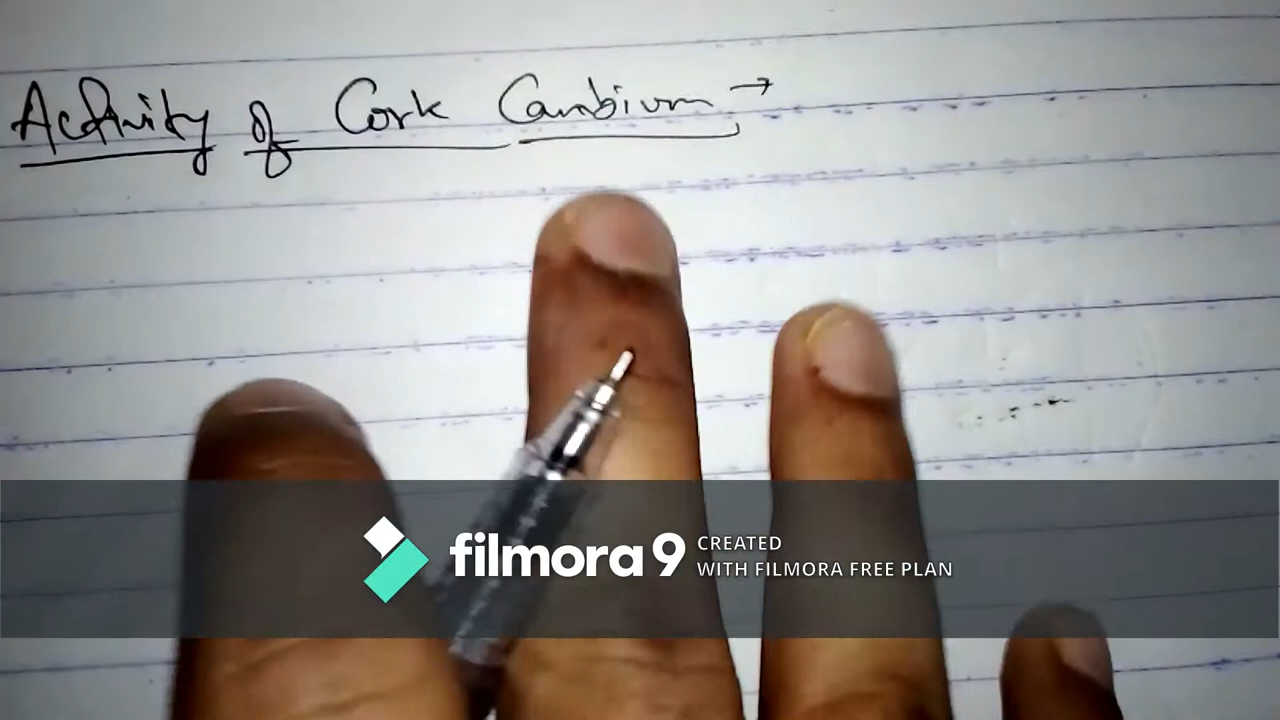 Activity of Cork Cambium →
filmora 9 CREATED
WITH FILMORA FREE PLAN